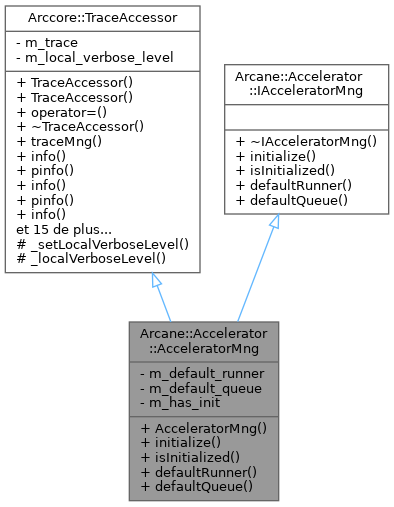 Arccore::TraceAccessor
- m_trace
- m_local_verbose_level
+ TraceAccessor()
+ TraceAccessor()
+ operator=()
+ ~TraceAccessor()
+ traceMng()
+ info()
+ pinfo()
+ info()
+ pinfo()
+ info()
et 15 de plus...
# _setLocalVerboseLevel()
# _localVerboseLevel()
Arcane::Accelerator
::IAcceleratorMng
+ ~IAcceleratorMng()
+ initialize()
+ isInitialized()
+ defaultRunner()
+ defaultQueue()
Arcane::Accelerator
::AcceleratorMng
- m_default_runner
- m_default_queue
- m_has_init
+ AcceleratorMng()
+ initialize()
+ isInitialized()
+ defaultRunner()
+ defaultQueue()